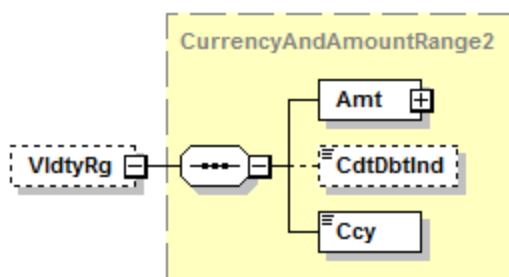 CurrencyAndAmountRange2
Amt
VldtyRg
CdtDbtInd
Ccy